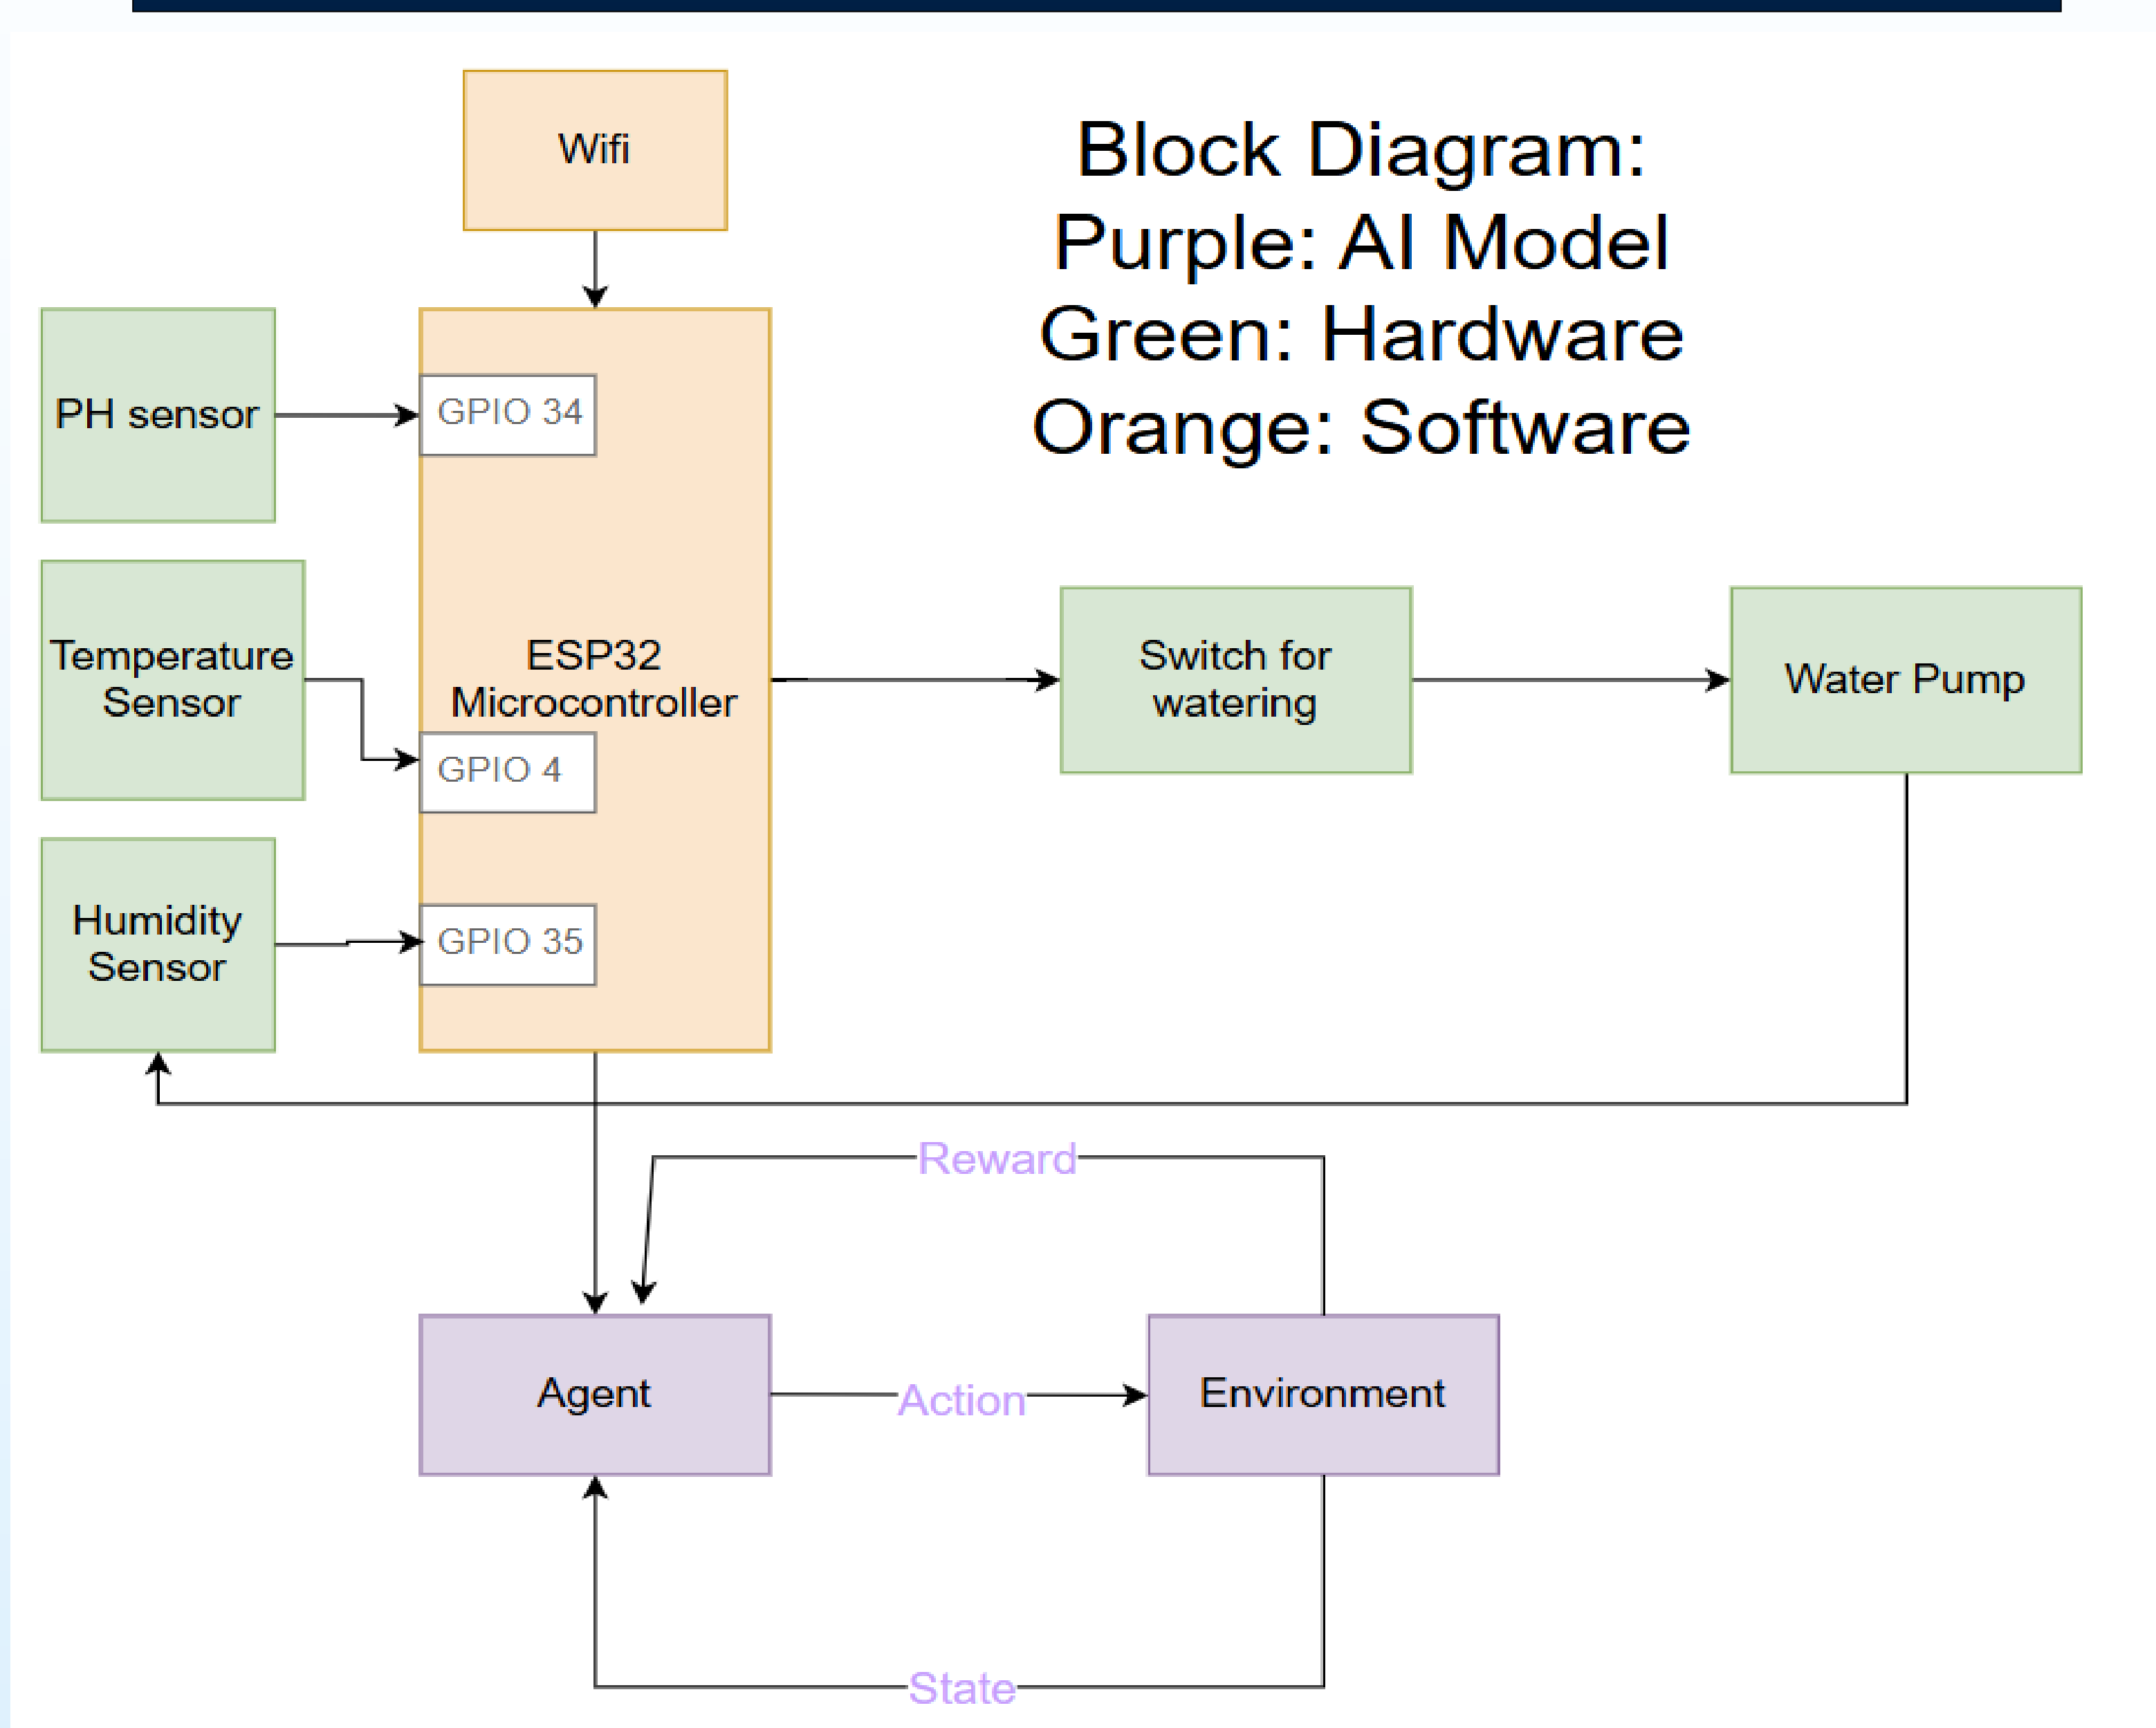 Wifi
Block Diagram:
Purple: AI Model
Green: Hardware
Orange: Software
PH sensor
GPIO 34
Temperature
Sensor
ESP32
Microcontroller
GPIO 4
Switch for
watering
Water Pump
Humidity
Sensor
GPIO 35
Reward
Agent
Action
Environment
State